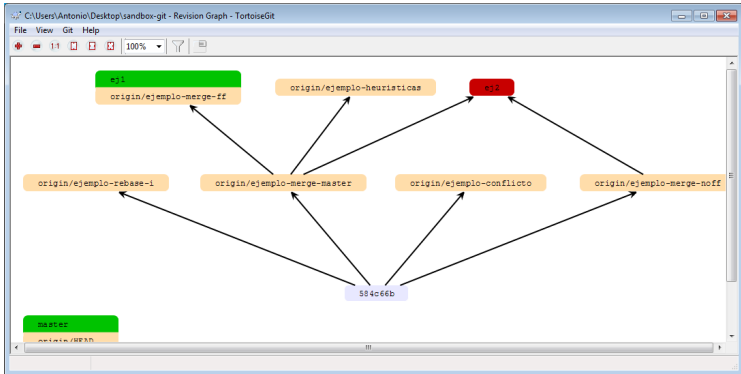 C:\Users\Antonio\Desktop\sandbox-git - Revision Graph - TortoiseGit
File View Git Help
1:1 100%
ej1
origin/ejemplo-merge-ff
origin/ejemplo-heuristicas
ej2
origin/ejemplo-rebase-i
origin/ejemplo-merge-master
origin/ejemplo-conflicto
origin/ejemplo-merge-noff
584c66b
master
origin/HEAD